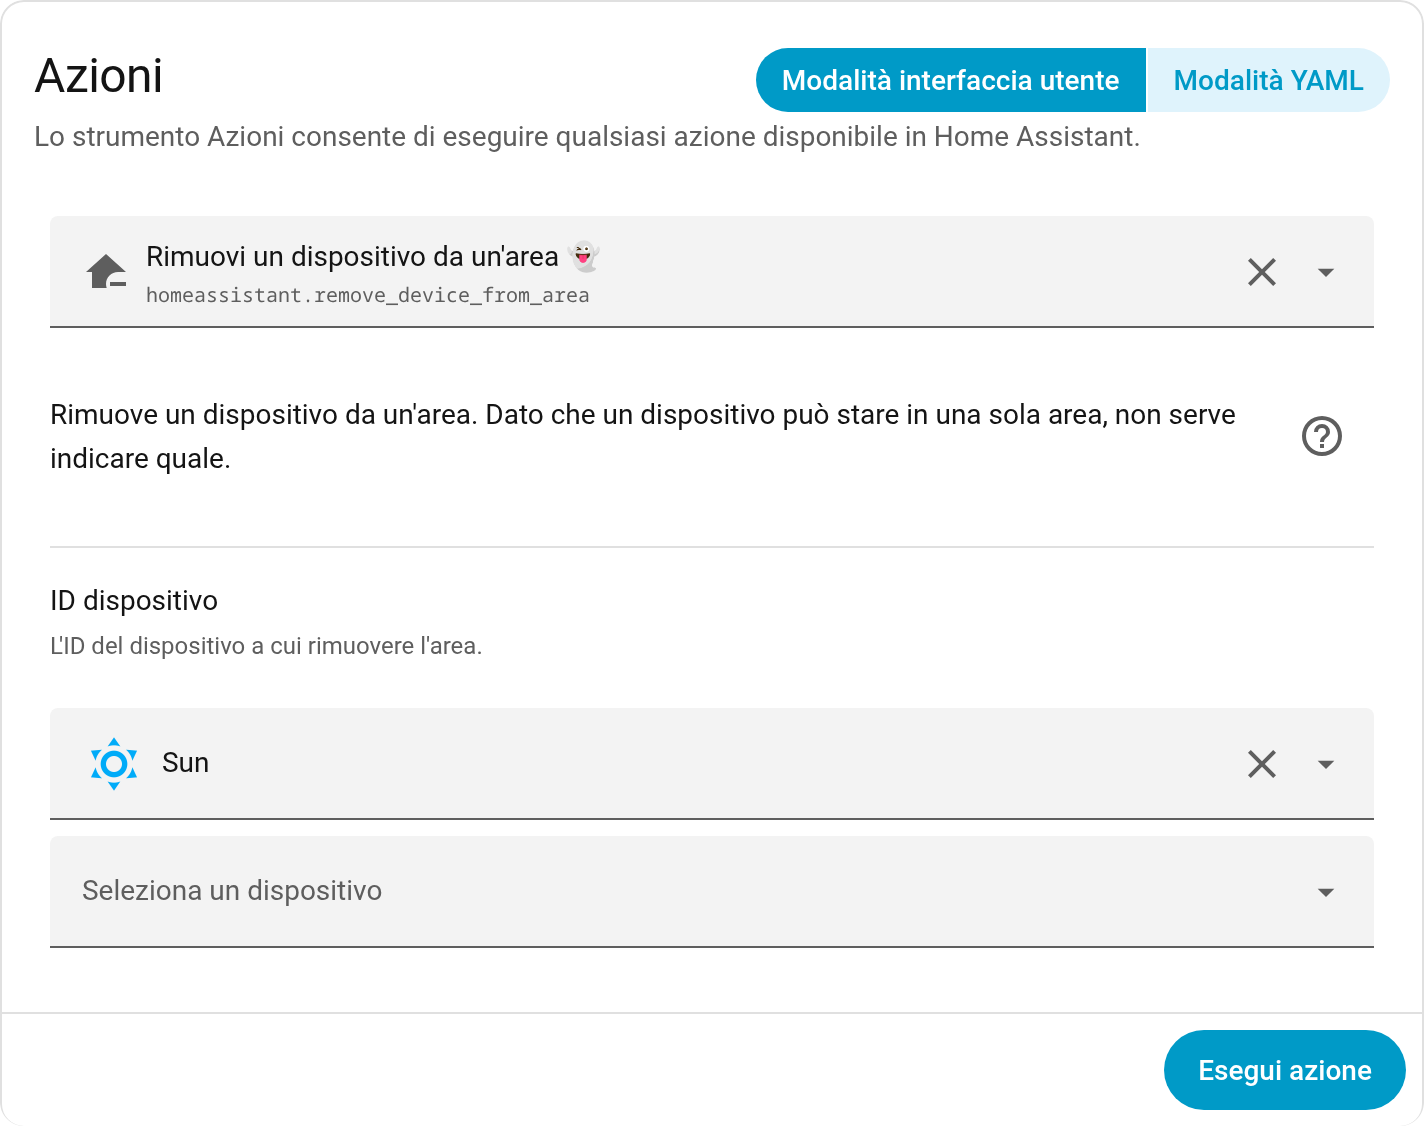 Azioni
Modalità interfaccia utente
Modalità YAML
Lo strumento Azioni consente di eseguire qualsiasi azione disponibile in Home Assistant.
Rimuovi un dispositivo da un'area 👻
homeassistant.remove_device_from_area
Rimuove un dispositivo da un'area. Dato che un dispositivo può stare in una sola area, non serve
indicare quale.
ID dispositivo
L'ID del dispositivo a cui rimuovere l'area.
Sun
Seleziona un dispositivo
Esegui azione